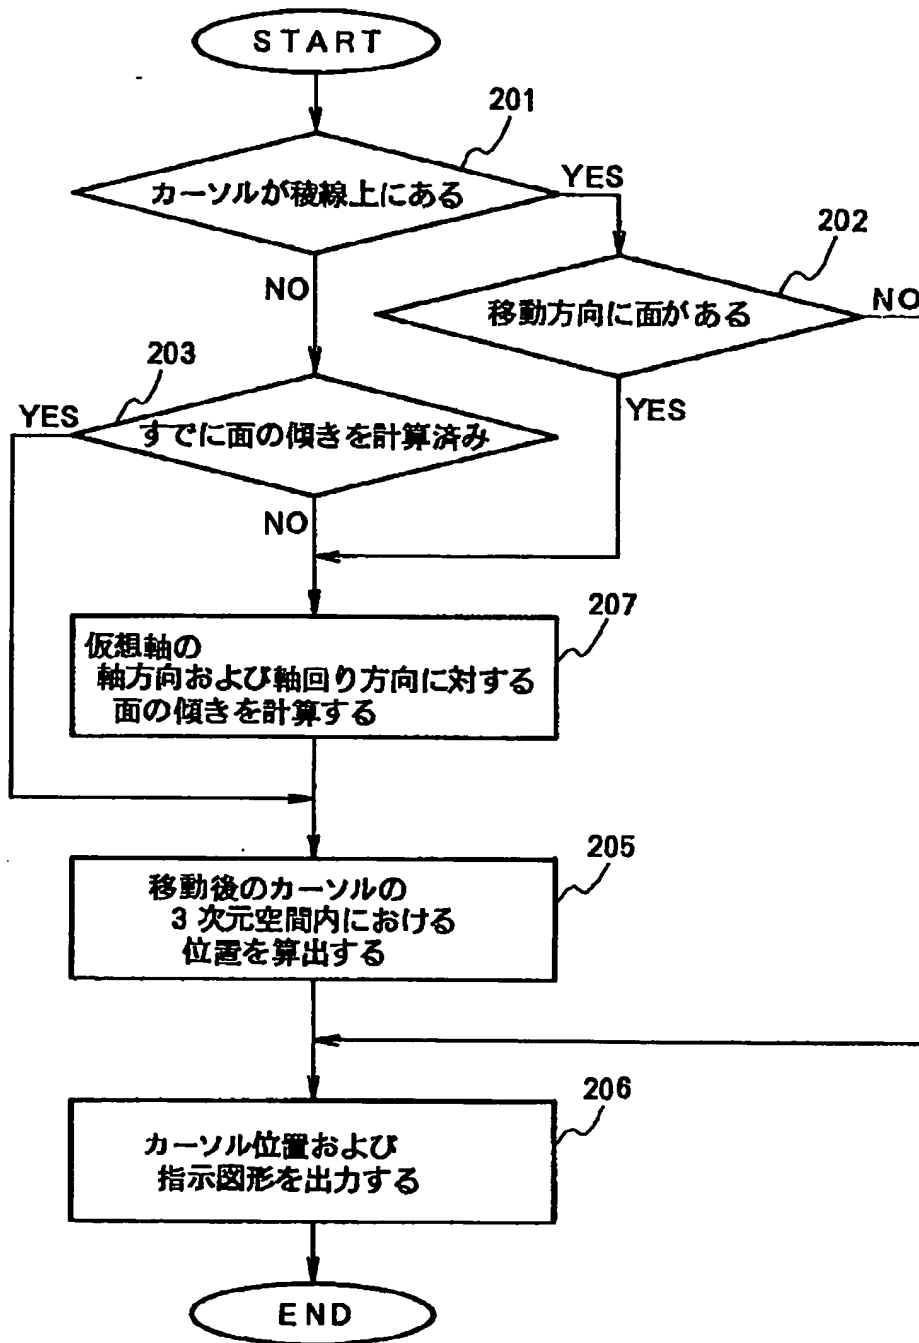 START
201
カーソルが稜線上にある
YES
202
NO
移動方向に面がある
NO
203
YES
すでに面の傾きを計算済み
YES
NO
207
仮想軸の
軸方向および軸回り方向に対する
面の傾きを計算する
205
移動後のカーソルの
3次元空間内における
位置を算出する
206
カーソル位置および
指示図形を出力する
END